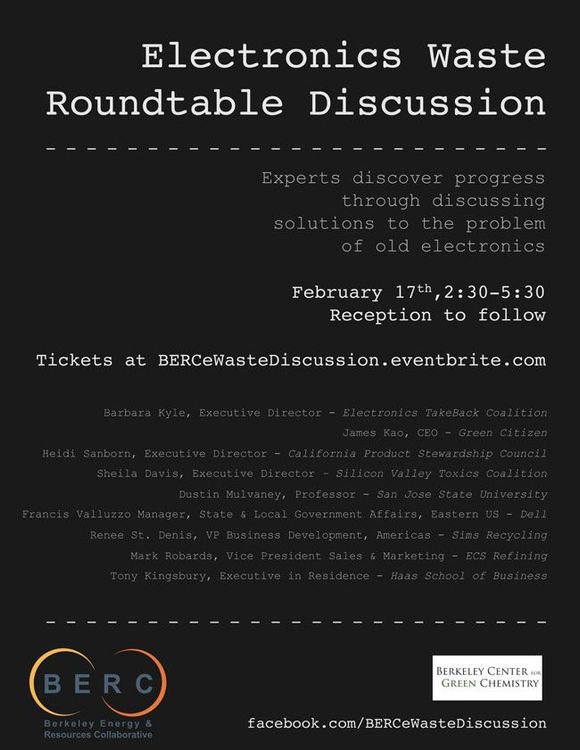 Electronics Waste
Roundtable Discussion
Experts discover progress
through discussing
solutions to the problem
of old electronics
February 17th,2:30-5:30
Reception to follow
Tickets at BERCeWasteDiscussion.eventbrite.com
Barbara Kyle, Executive Director - Electronics TakeBack Coalition
James Kao, CEO - Green Citizen
Heidi Sanborn, Executive Director - California Product Stewardship Council
Sheila Davis, Executive Director - Silicon Valley Toxics Coalition
Dustin Mulvaney, Professor - San Jose State University
Francis Valluzzo Manager, State & Local Government Affairs, Eastern US - Dell
Renee St. Denis, VP Business Development, Americas - Sims Recycling
Mark Robards, Vice President Sales & Marketing - ECS Refining
Tony Kingsbury, Executive in Residence - Haas School of Business
BERC
Berkeley Energy &
Resources Collaborative
BERKELEY CENTER FOR
GREEN CHEMISTRY
facebook.com/BERCeWasteDiscussion